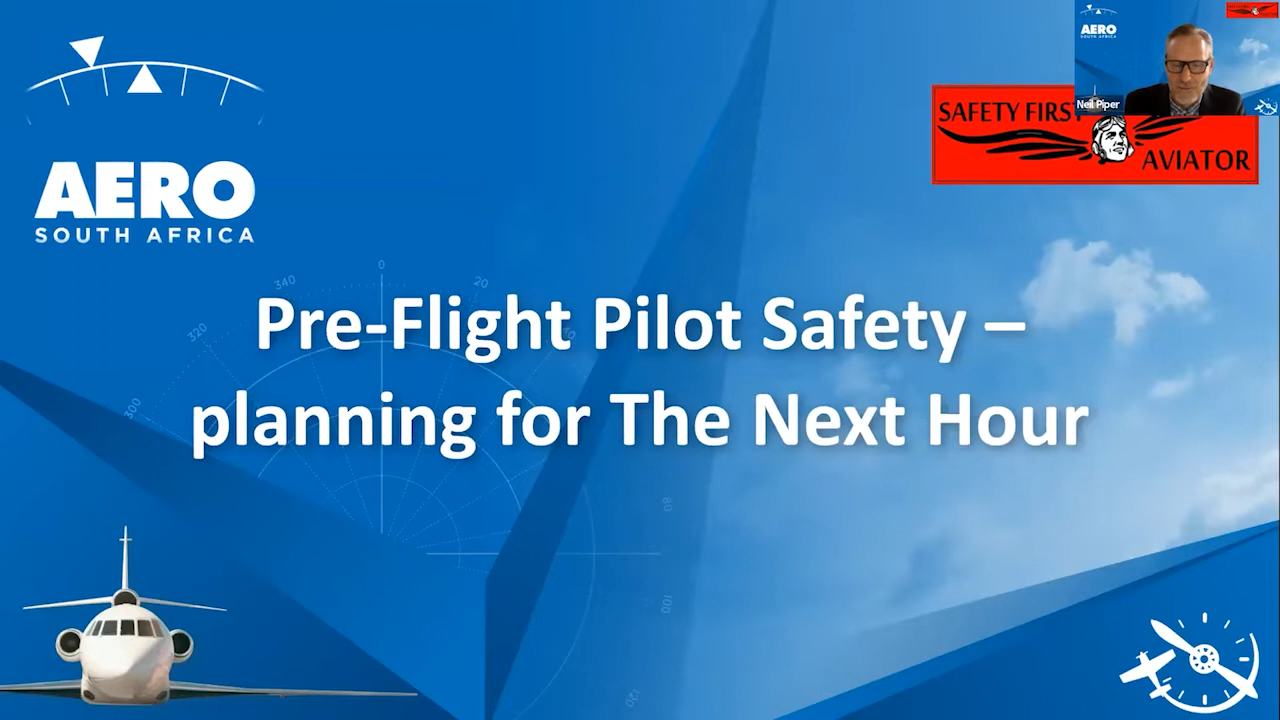 AERO
SOUTH AFRICA
AERO
SOUTH AFRICA
Neil Piper
SAFETY FIRST
AVIATOR
0
340
20
320
300
Pre-Flight Pilot Safety –
planning for The Next Hour
80
100
120